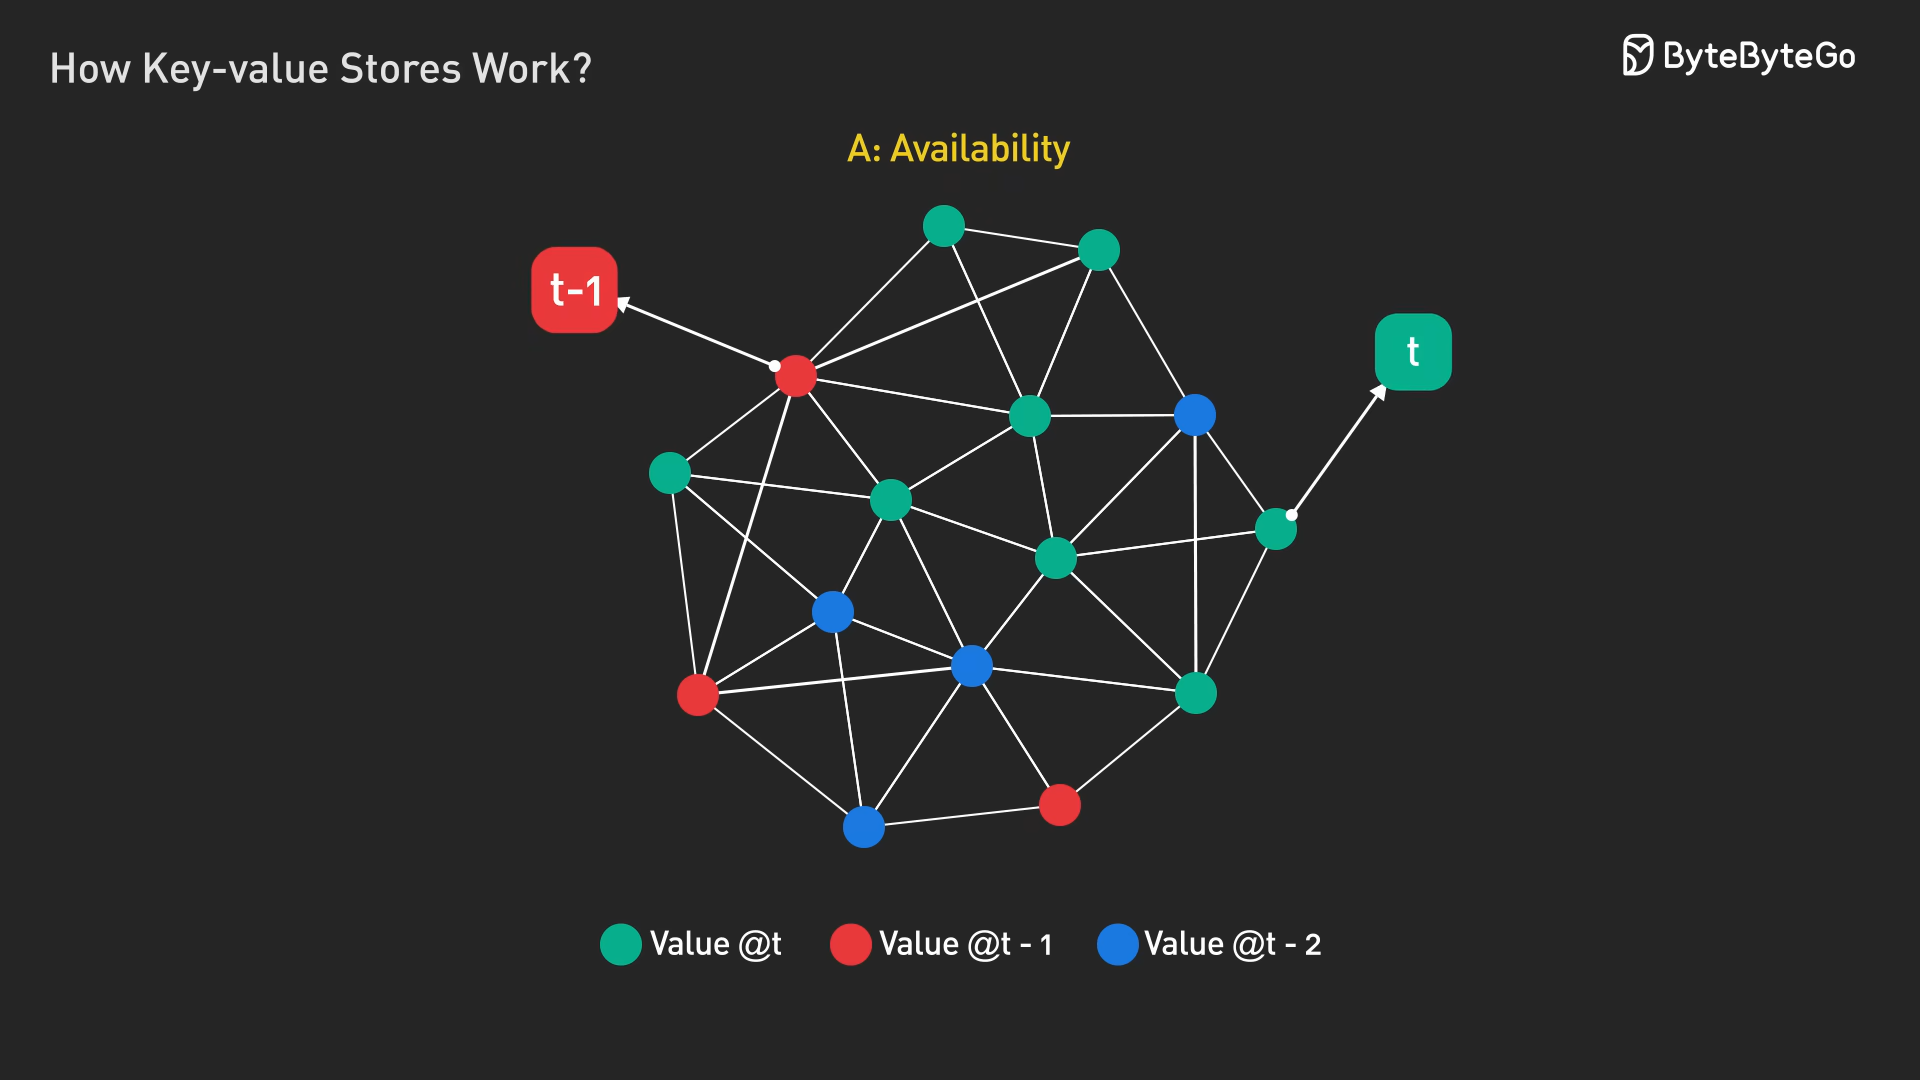 How Key-value Stores Work?
ByteByteGo
A: Availability
t-1
t
Value @t
Value @t - 1
Value @t - 2